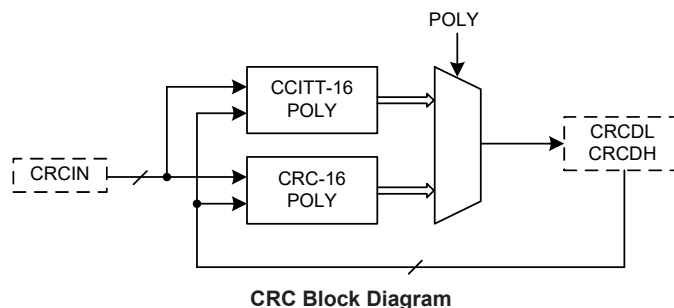 POLY
CCITT-16
POLY
CRCDL
CRCDH
CRCIN
CRC-16
POLY
CRC Block Diagram